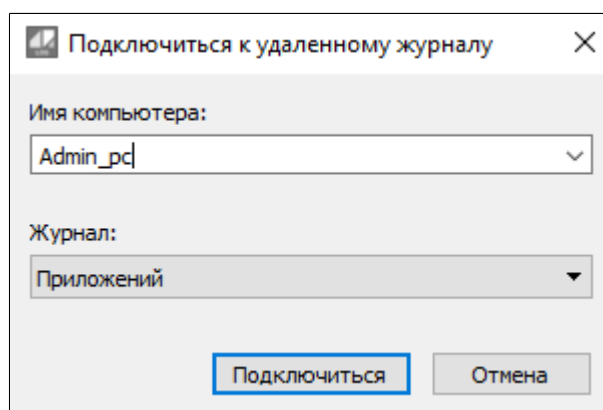 Подключиться к удаленному журналу
Имя компьютера:
Admin_pc
Журнал:
Приложений
Подключиться Отмена